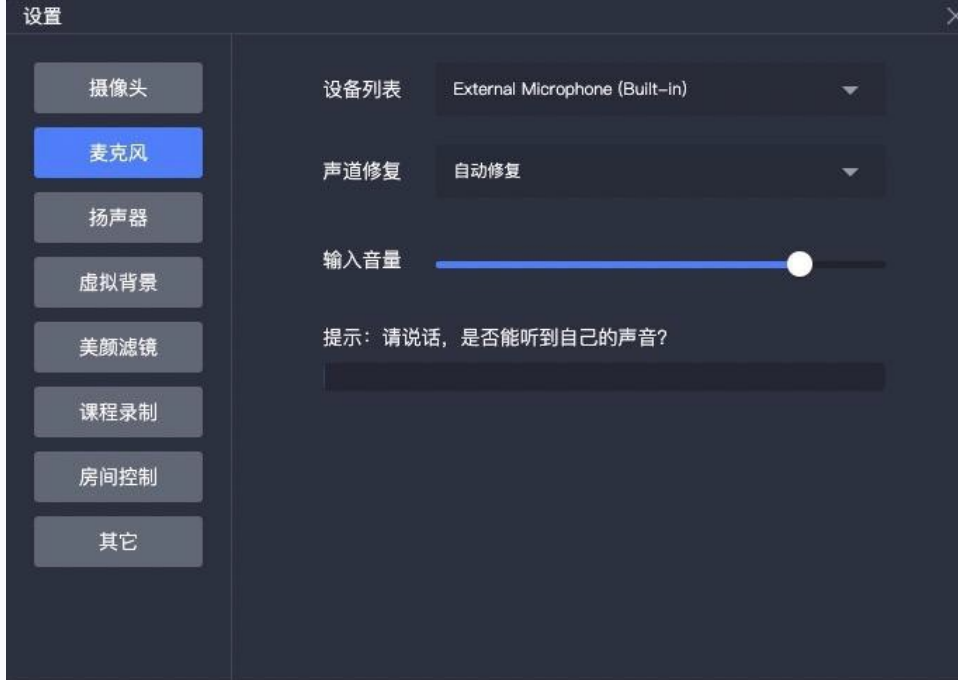 设置
摄像头
麦克风
扬声器
虚拟背景
美颜滤镜
课程录制
房间控制
其它
设备列表 External Microphone (Built-in)
声道修复 自动修复
输入音量
提示：请说话，是否能听到自己的声音？